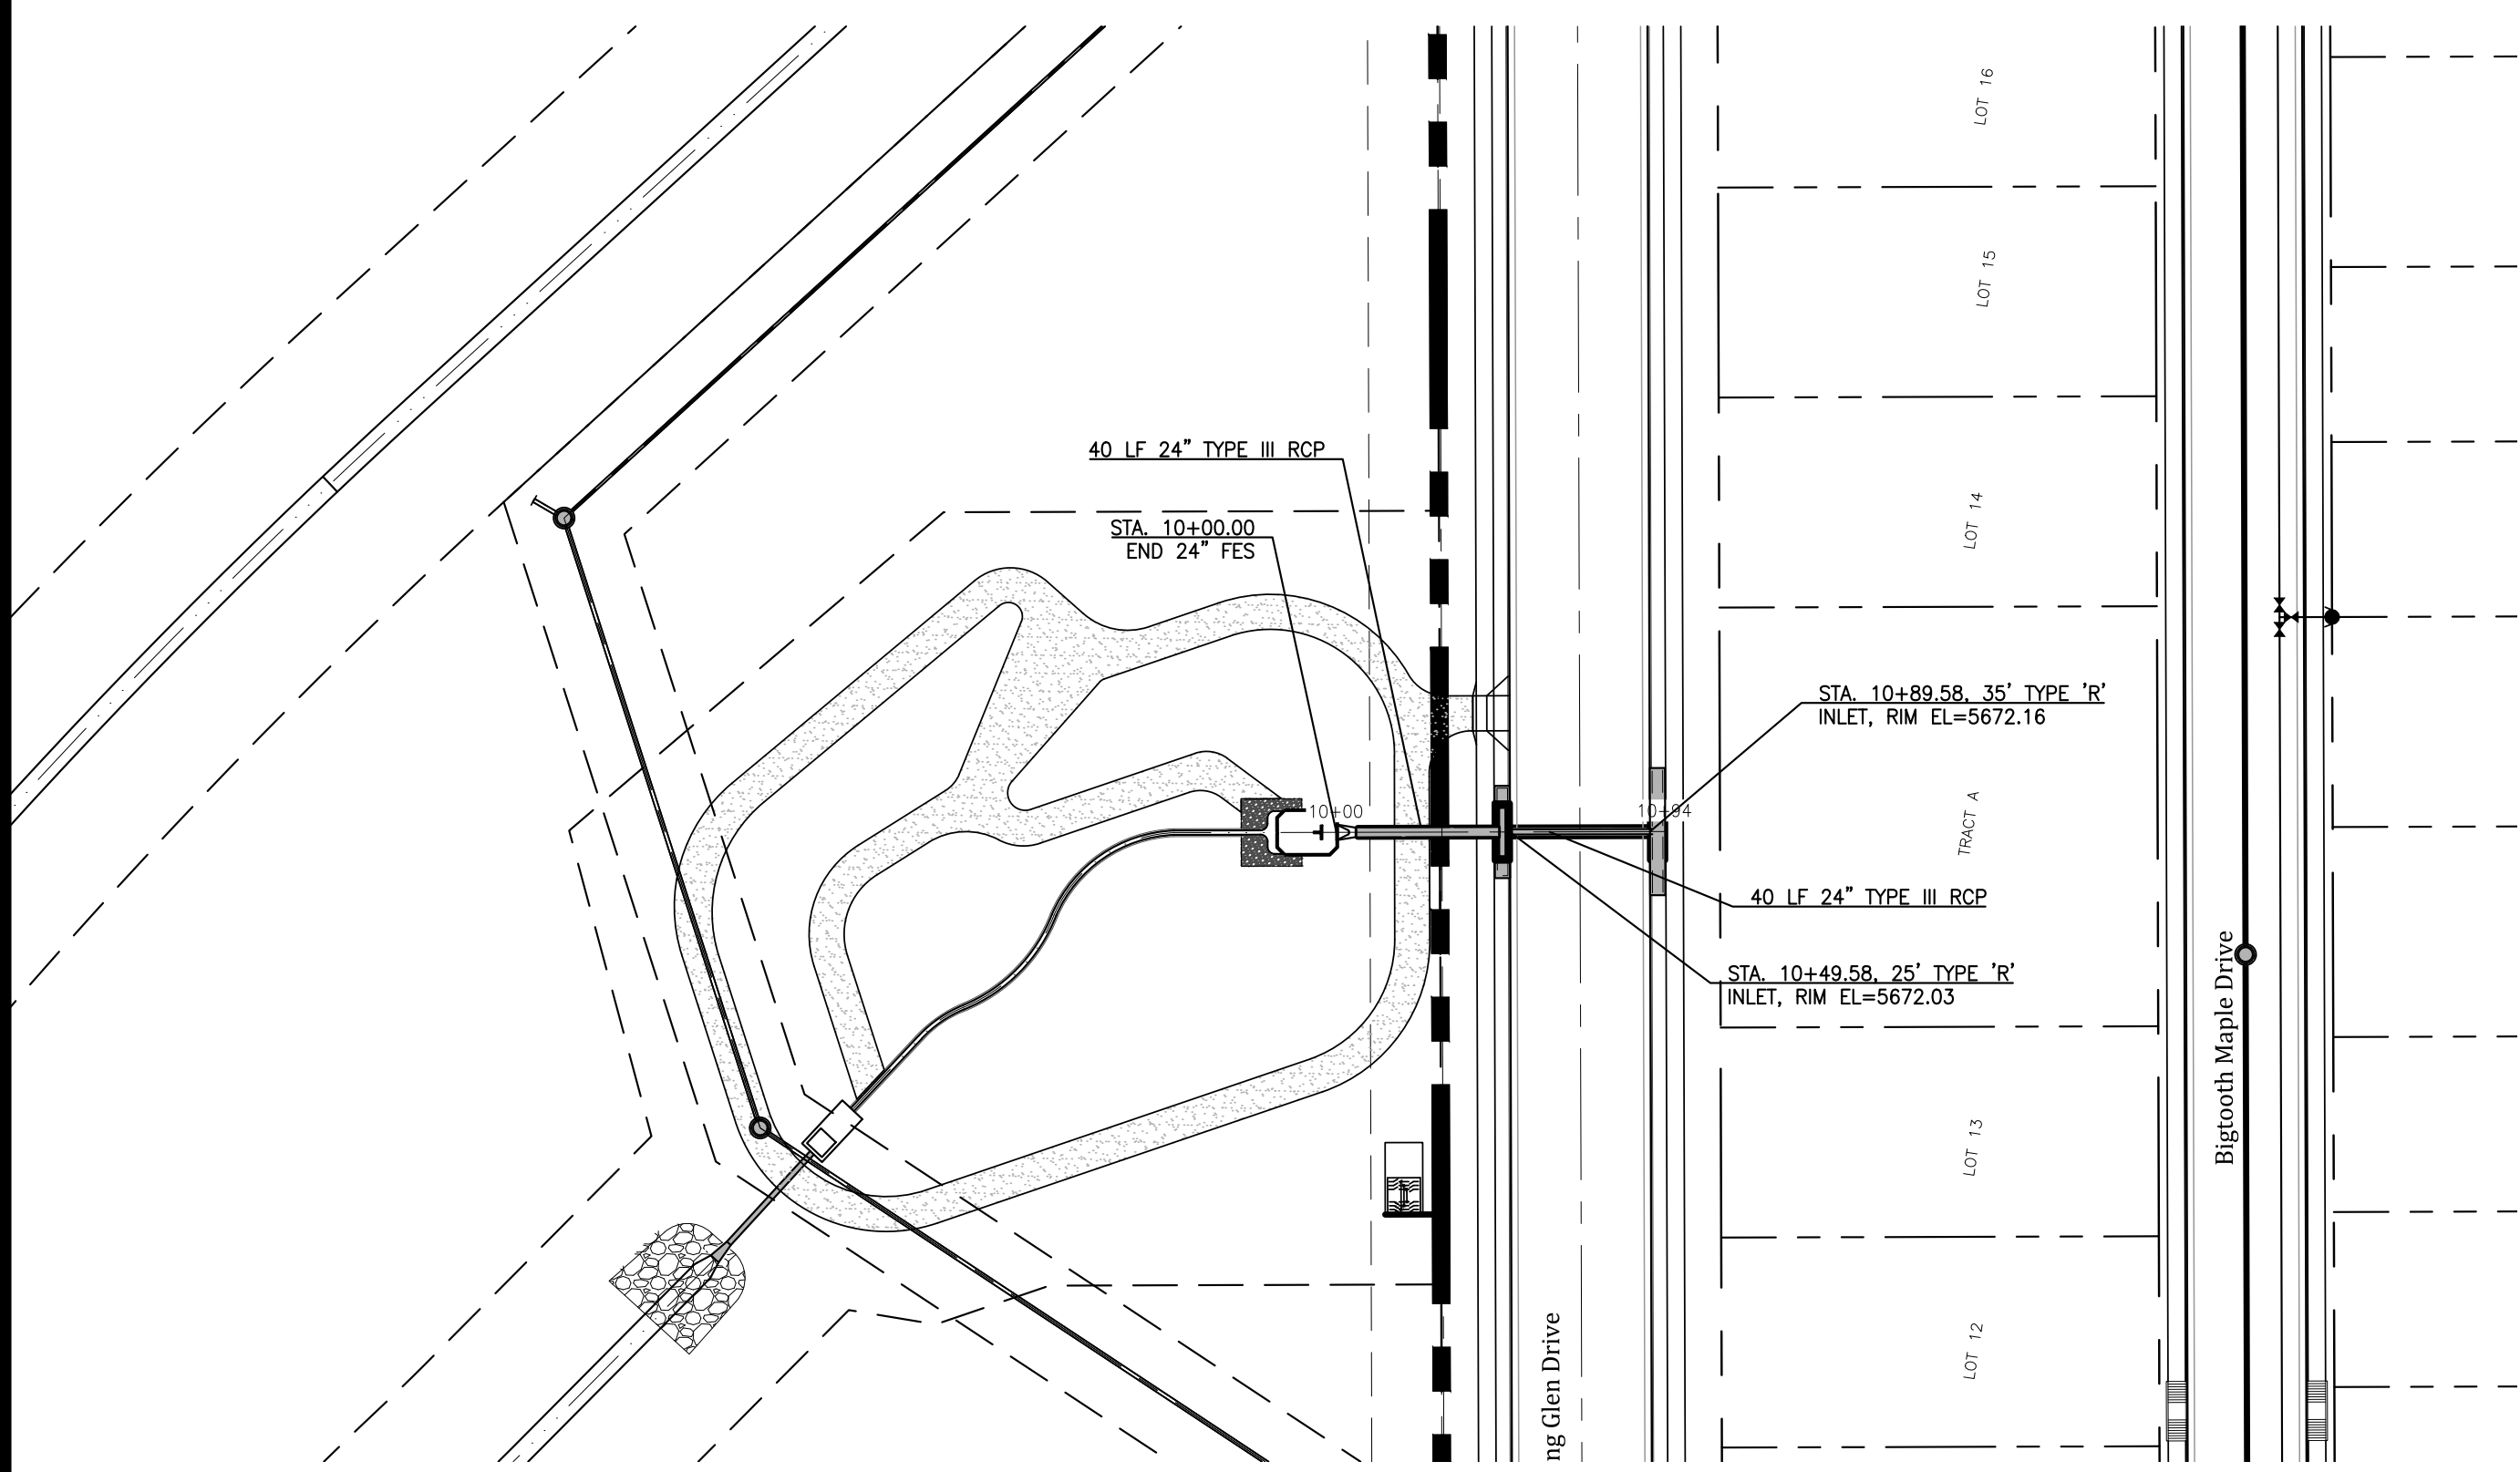 LOT 16
LOT 15
40 LF 24” TYPE III RCP
STA. 10+00.00
END 24” FES
LOT 14
STA. 10+89.58, 35’ TYPE ’R’
INLET, RIM EL=5672.16
10+00
10+94
TRACT A
40 LF 24” TYPE III RCP
STA. 10+49.58, 25’ TYPE ’R’
INLET, RIM EL=5672.03
Bigtooth Maple Drive
LOT 13
LOT 12
ng Glen Drive